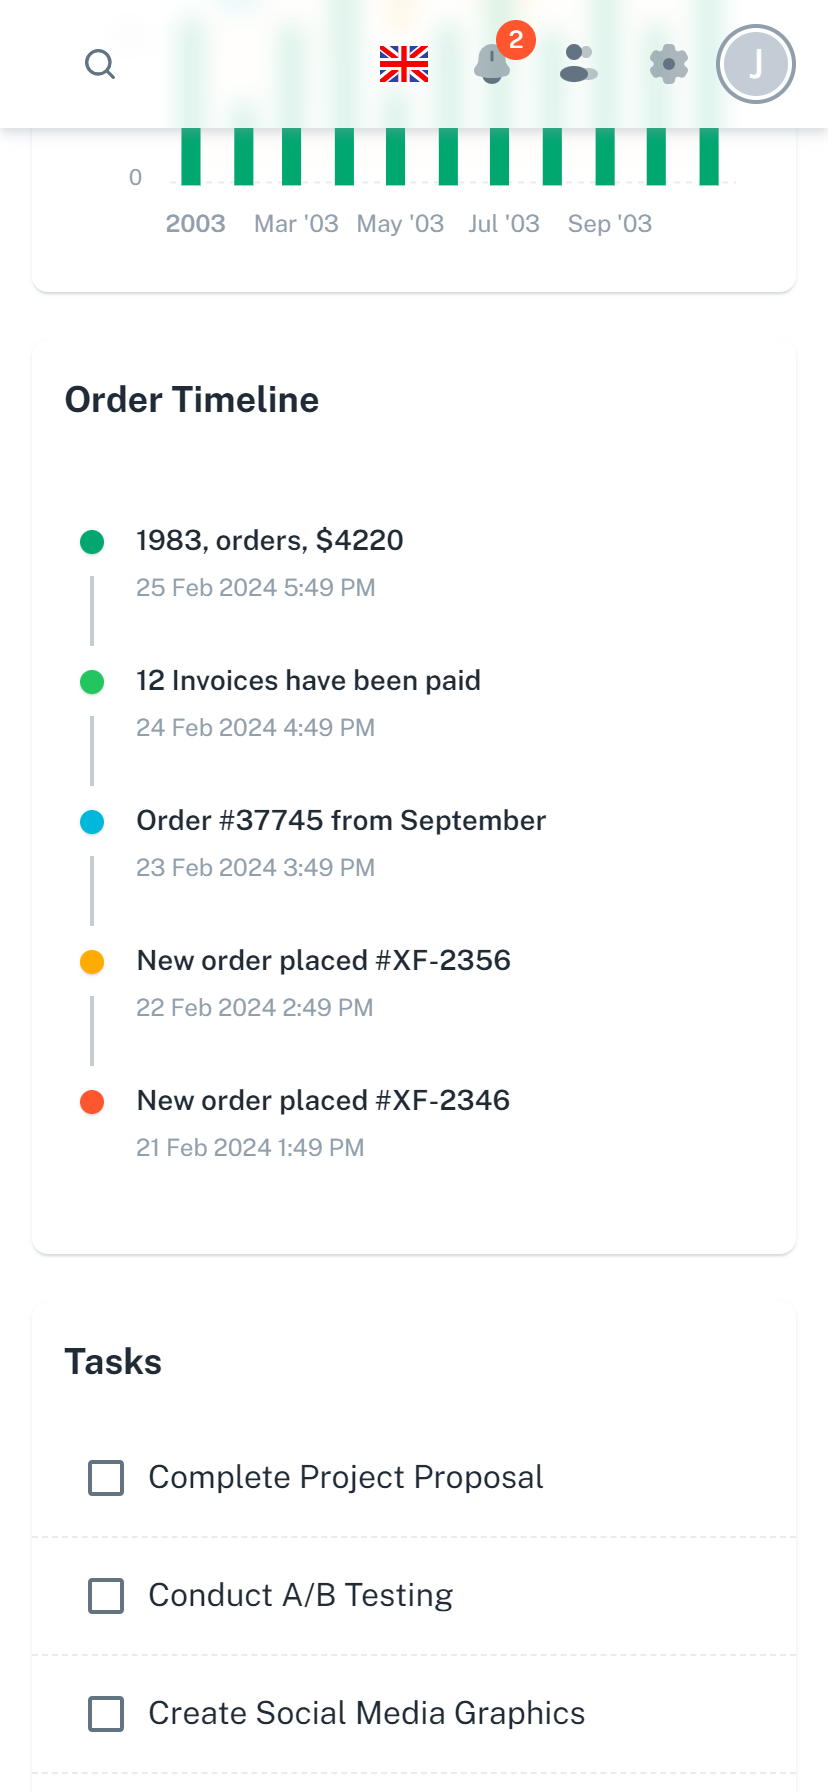 2
J
0
2003 Mar '03 May '03 Jul '03 Sep '03
Order Timeline
1983, orders, $4220
25 Feb 2024 5:49 PM
12 Invoices have been paid
24 Feb 2024 4:49 PM
Order #37745 from September
23 Feb 2024 3:49 PM
New order placed #XF-2356
22 Feb 2024 2:49 PM
New order placed #XF-2346
21 Feb 2024 1:49 PM
Tasks
Complete Project Proposal
Conduct A/B Testing
Create Social Media Graphics